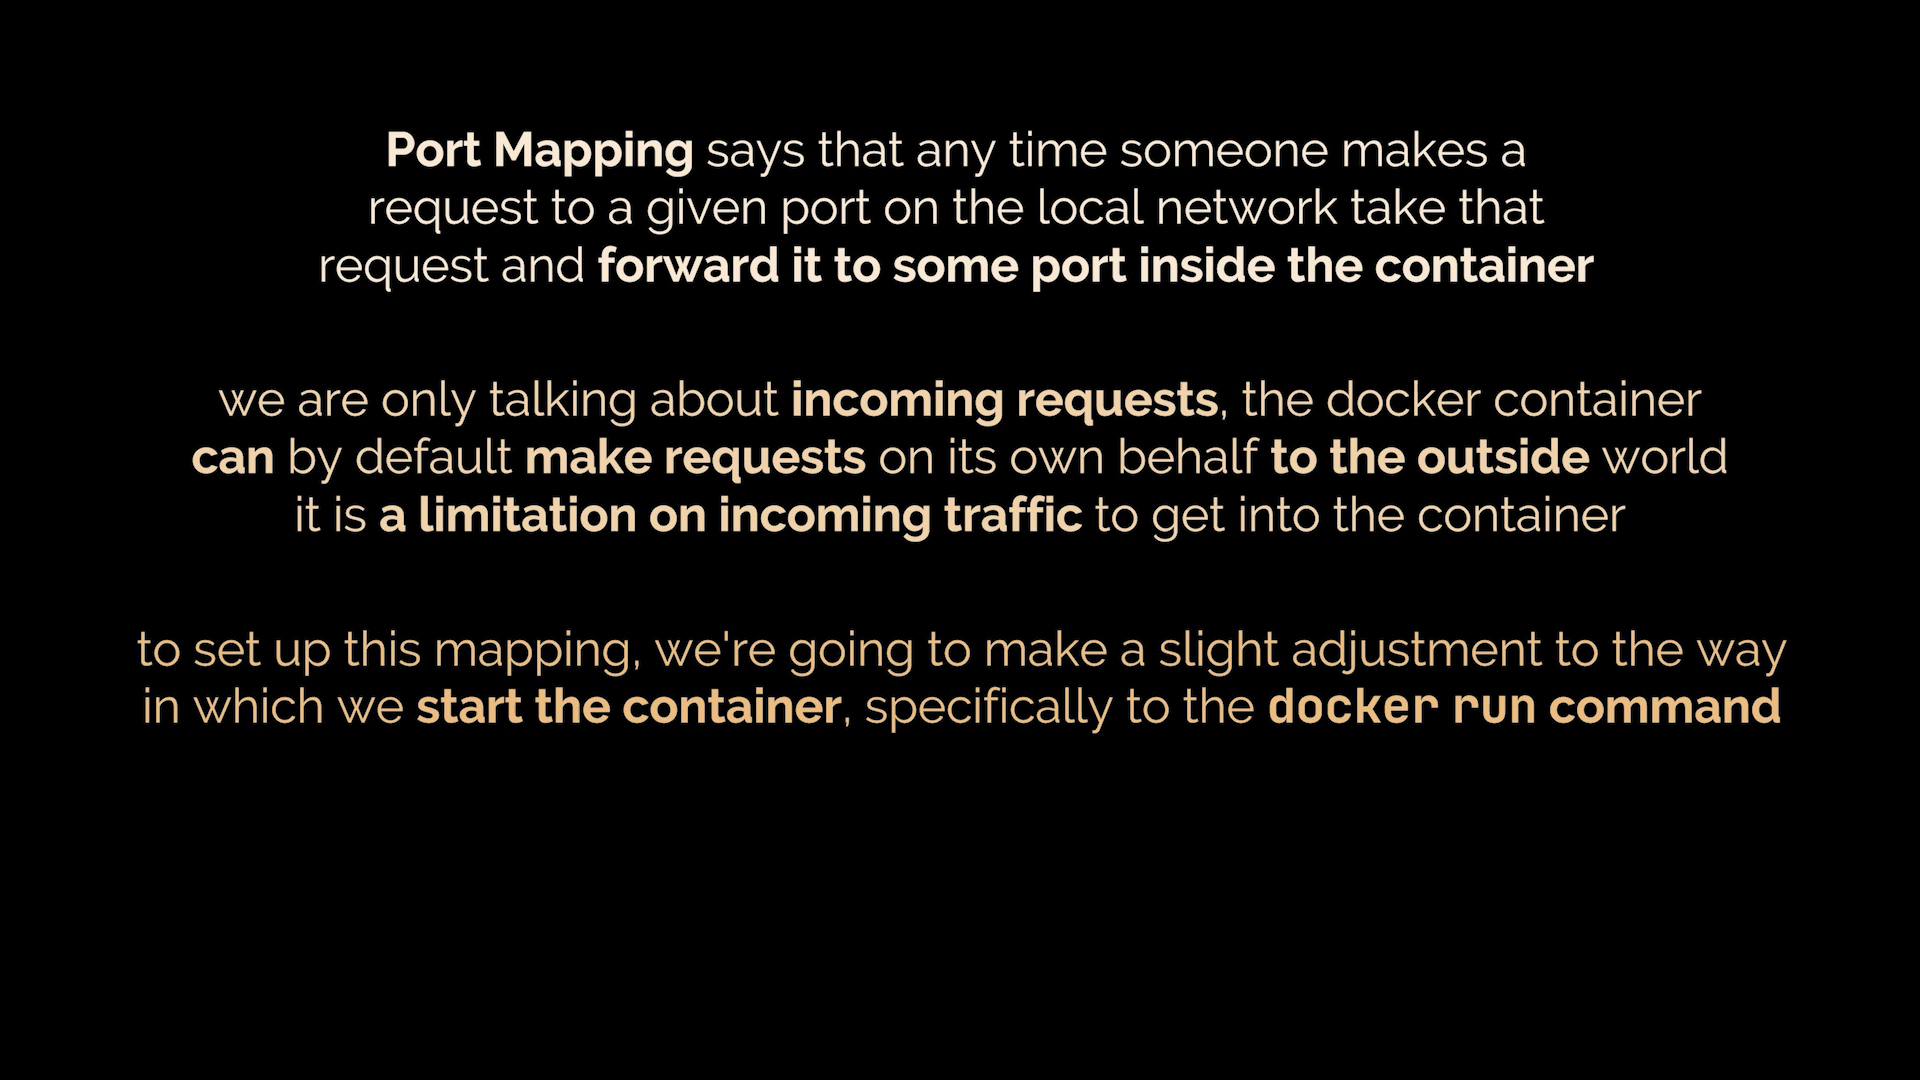 Port Mapping says that any time someone makes a
request to a given port on the local network take that
request and forward it to some port inside the container
we are only talking about incoming requests, the docker container
can by default make requests on its own behalf to the outside world
it is a limitation on incoming traffic to get into the container
to set up this mapping, we're going to make a slight adjustment to the way
in which we start the container, specifically to the docker run command